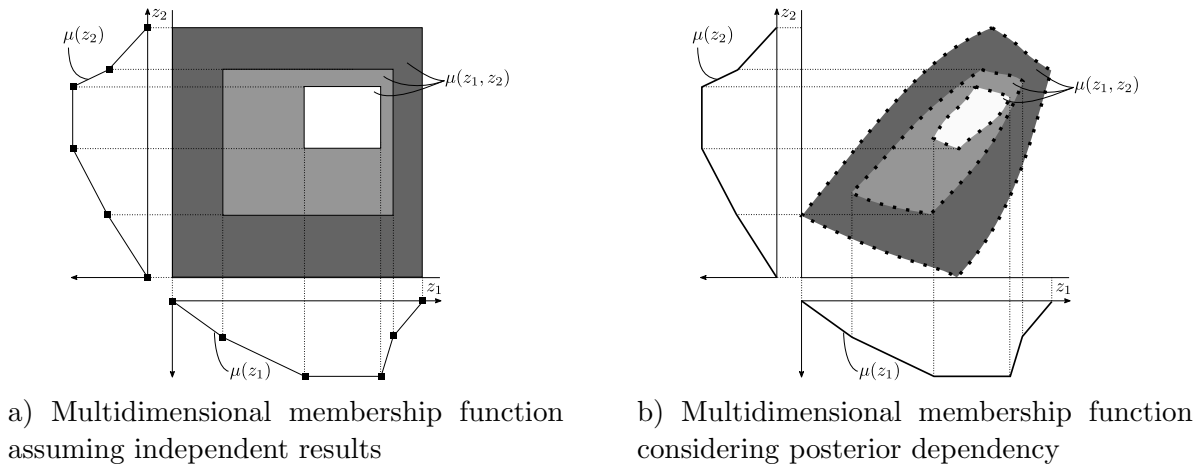 z₂
μ(z₂)
μ(z₁, z₂)
z₁
μ(z₁)
a) Multidimensional membership function
assuming independent results
z₂
μ(z₂)
μ(z₁, z₂)
z₁
μ(z₁)
b) Multidimensional membership function
considering posterior dependency